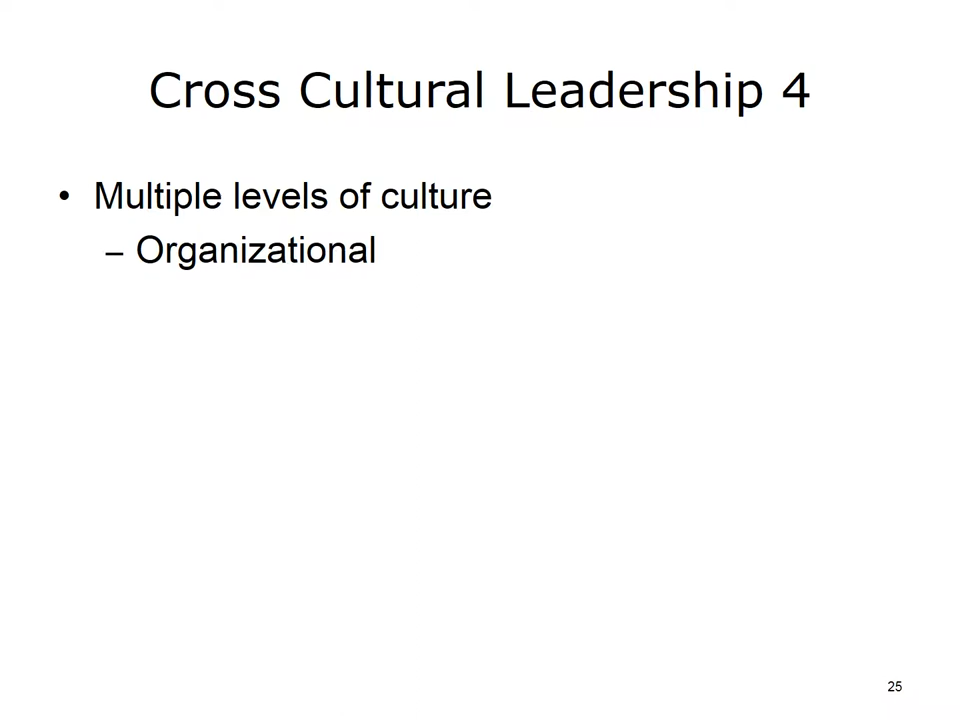 Cross Cultural Leadership 4
• Multiple levels of culture
– Organizational
25